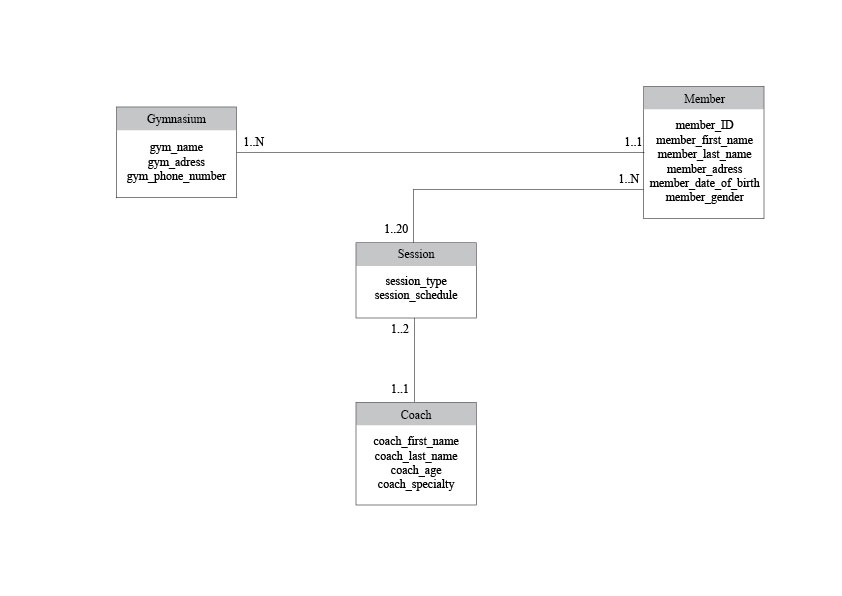 Gymnasium
gym_name
gym_adress
gym_phone_number
1..N
1..1
Member
member_ID
member_first_name
member_last_name
member_adress
member_date_of_birth
member_gender
1..N
1..20
Session
session_type
session_schedule
1..2
1..1
Coach
coach_first_name
coach_last_name
coach_age
coach_specialty